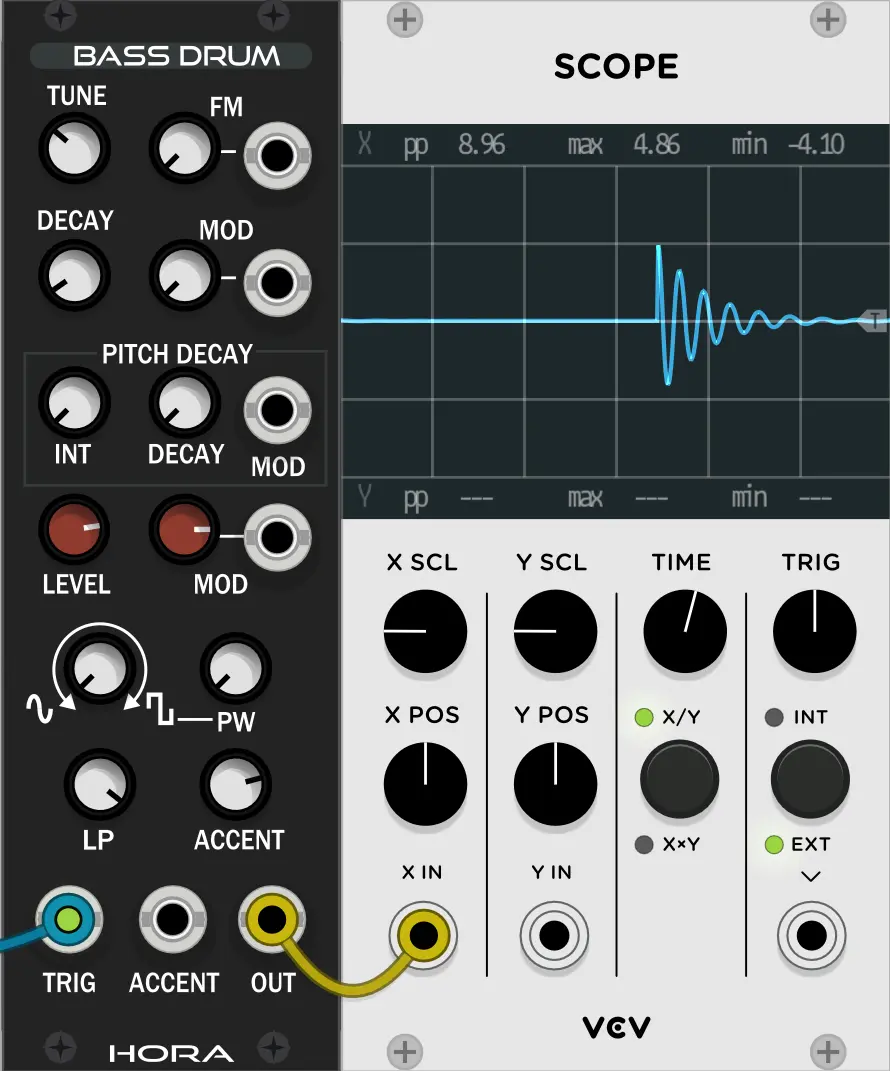 BASS DRUM
TUNE
FM
DECAY
MOD
PITCH DECAY
INT
DECAY
MOD
LEVEL
MOD
PW
LP
ACCENT
TRIG
ACCENT
OUT
HORA
SCOPE
X pp 8.96 max 4.86 min -4.10
T
Y pp --- max --- min ---
X SCL
Y SCL
TIME
TRIG
X POS
Y POS
X/Y
INT
X×Y
EXT
X IN
Y IN
VCV